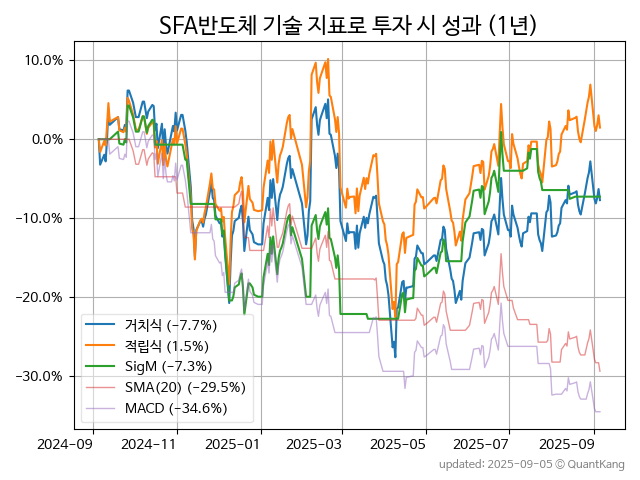 SFA반도체 기술 지표로 투자 시 성과 (1년)
10.0%
0.0%
−10.0%
−20.0%
−30.0%
거치식 (−7.7%)
적립식 (1.5%)
SigM (−7.3%)
SMA(20) (−29.5%)
MACD (−34.6%)
2024-09 2024-11 2025-01 2025-03 2025-05 2025-07 2025-09
updated: 2025-09-05 © QuantKang